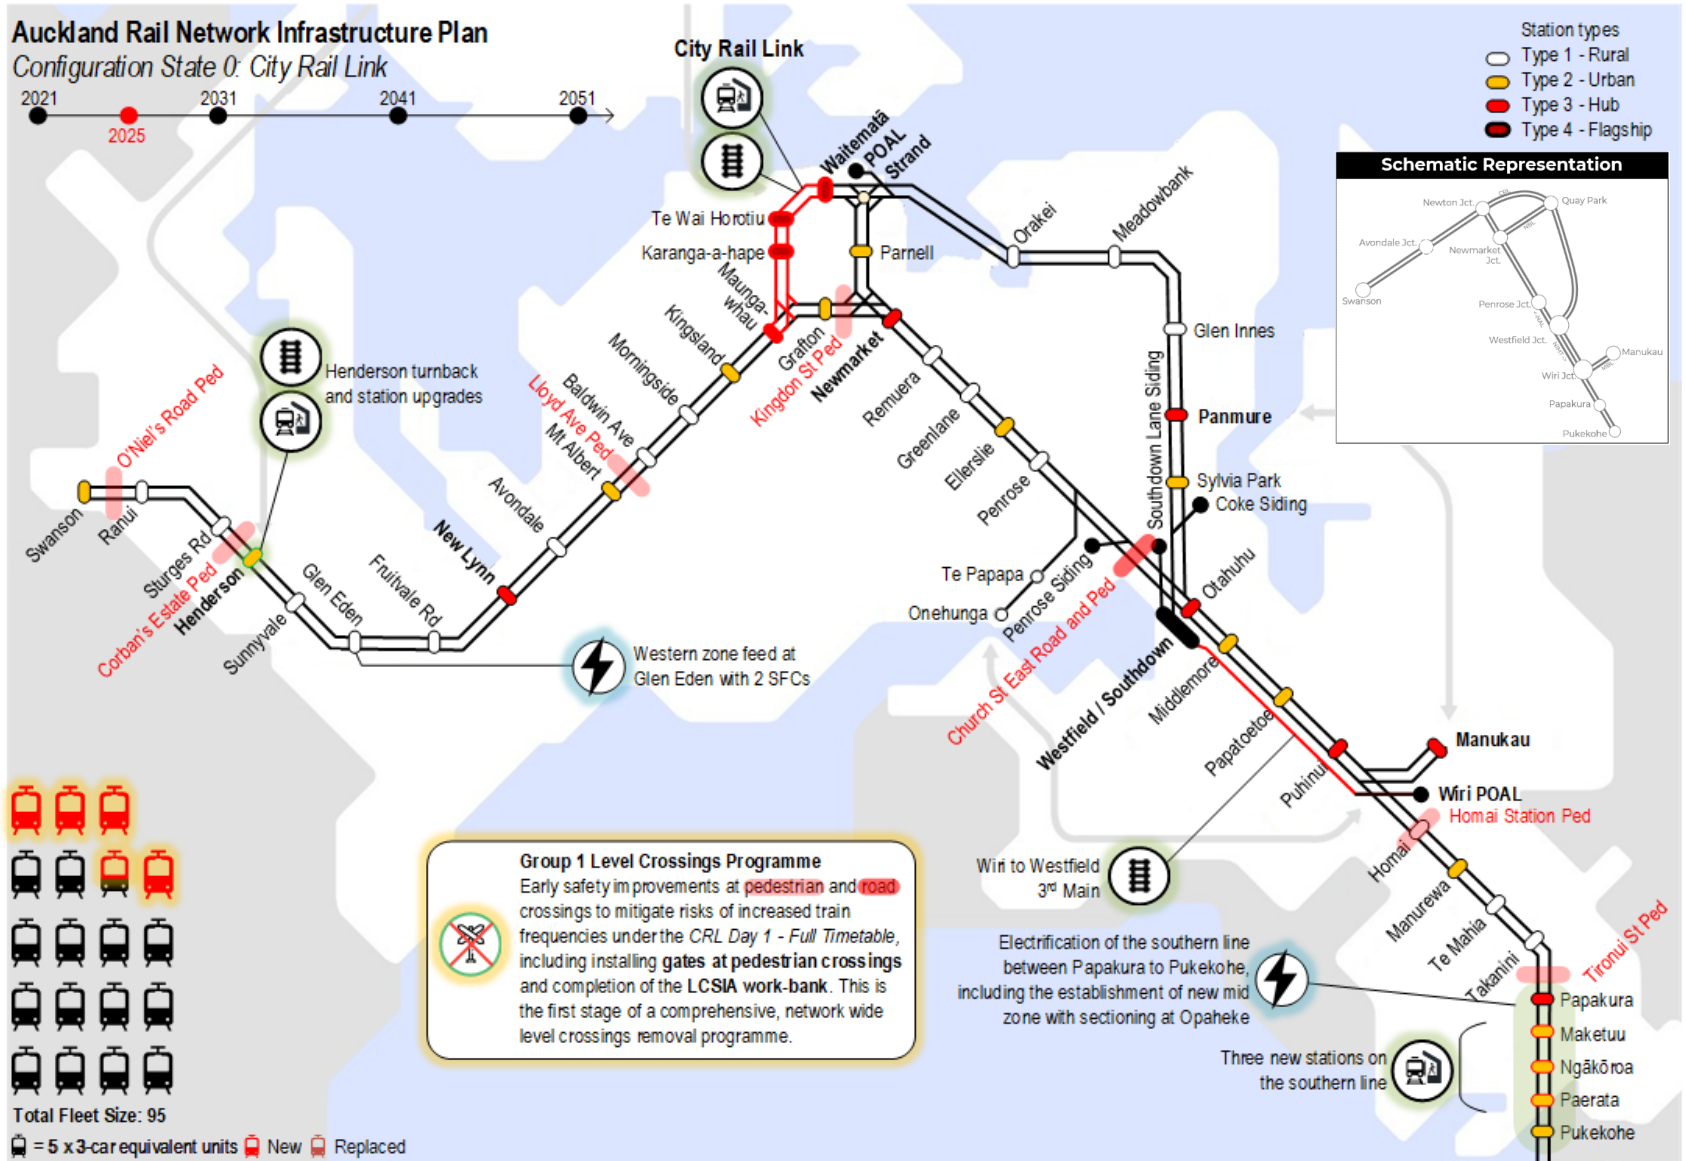 Auckland Rail Network Infrastructure Plan
Configuration State 0: City Rail Link
2021
2031
2041
2051
2025
City Rail Link
Station types
Type 1 - Rural
Type 2 - Urban
Type 3 - Hub
Type 4 - Flagship
Schematic Representation
Newton Jct.
CRL
Quay Park
Avondale Jct.
NAL
Newmarket
Jct.
Swanson
Penrose Jct.
Westfield Jct.
Manukau
Wiri Jct.
Papakura
Pukekohe
Waitematā
POAL
Strand
Te Wai Horotiu
Karanga-a-hape
Maunga-
whau
Parnell
Orakei
Meadowbank
Glen Innes
Panmure
Sylvia Park
Coke Siding
Southdown Lane Siding
Kingsland
Morningside
Baldwin Ave
Lloyd Ave Ped
Mt Albert
Avondale
New Lynn
Fruitvale Rd
Glen Eden
Sunnyvale
Henderson
Corban's Estate Ped
Sturges Rd
Ranui
Swanson
O'Niel's Road Ped
Henderson turnback
and station upgrades
Grafton
Kingdon St Ped
Newmarket
Remuera
Greenlane
Ellerslie
Penrose
Te Papapa
Onehunga
Penrose Siding
Church St East Road and Ped
Otahuhu
Westfield / Southdown
Middlemore
Papatoetoe
Puhinui
Manukau
Wiri POAL
Homai Station Ped
Homai
Manurewa
Te Mahia
Takanini
Tironui St Ped
Papakura
Maketuu
Ngākōroa
Paerata
Pukekohe
Western zone feed at
Glen Eden with 2 SFCs
Wiri to Westfield
3rd Main
Electrification of the southern line
between Papakura to Pukekohe,
including the establishment of new mid
zone with sectioning at Opaheke
Three new stations on
the southern line
Group 1 Level Crossings Programme
Early safety improvements at pedestrian and road
crossings to mitigate risks of increased train
frequencies under the CRL Day 1 - Full Timetable,
including installing gates at pedestrian crossings
and completion of the LCSIA work-bank. This is
the first stage of a comprehensive, network wide
level crossings removal programme.
Total Fleet Size: 95
= 5 x 3-car equivalent units New Replaced